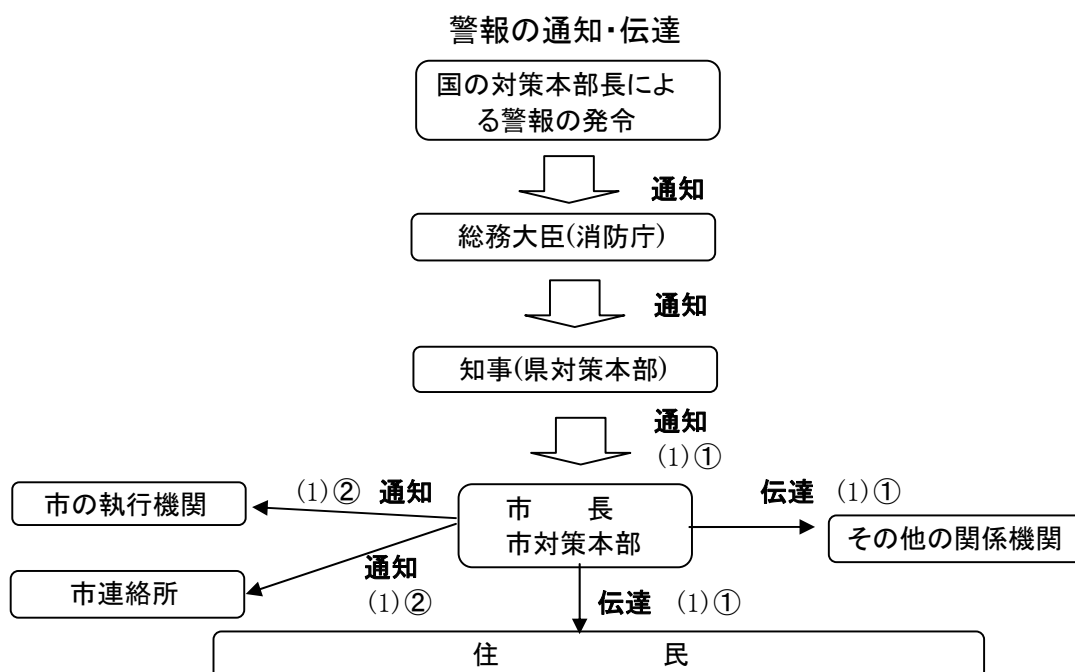 警報の通知・伝達
国の対策本部長によ
る警報の発令
通知
総務大臣(消防庁)
通知
知事(県対策本部)
通知
(1)①
市の執行機関
(1)② 通知
市　　長
市対策本部
伝達 (1)①
その他の関係機関
市連絡所
通知
(1)②
伝達 (1)①
住　　　　民